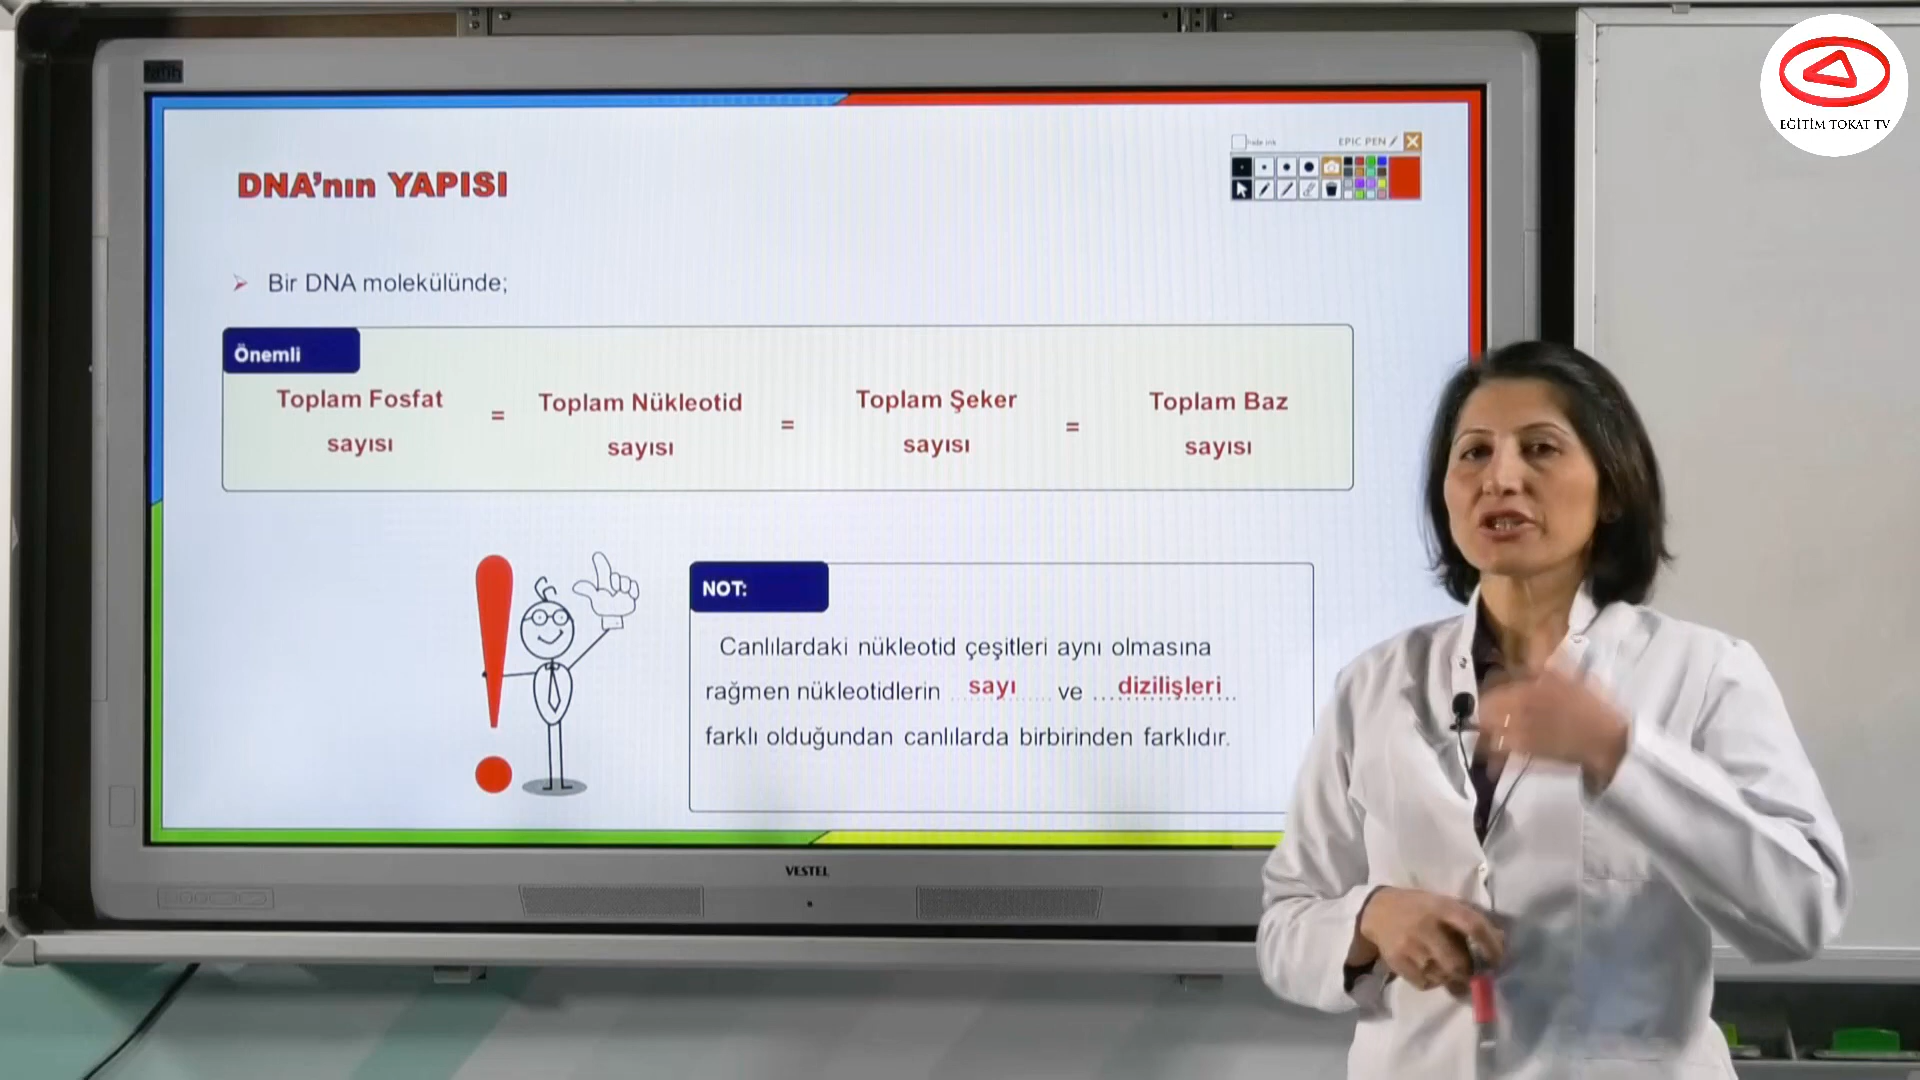 EĞİTİM TOKAT TV
EPIC PEN
DNA'nın YAPISI
Bir DNA molekülünde;
Önemli
Toplam Fosfat sayısı = Toplam Nükleotid sayısı = Toplam Şeker sayısı = Toplam Baz sayısı
NOT:
Canlılardaki nükleotid çeşitleri aynı olmasına
rağmen nükleotidlerin sayı ve dizilişleri
farklı olduğundan canlılarda birbirinden farklıdır.
VESTEL